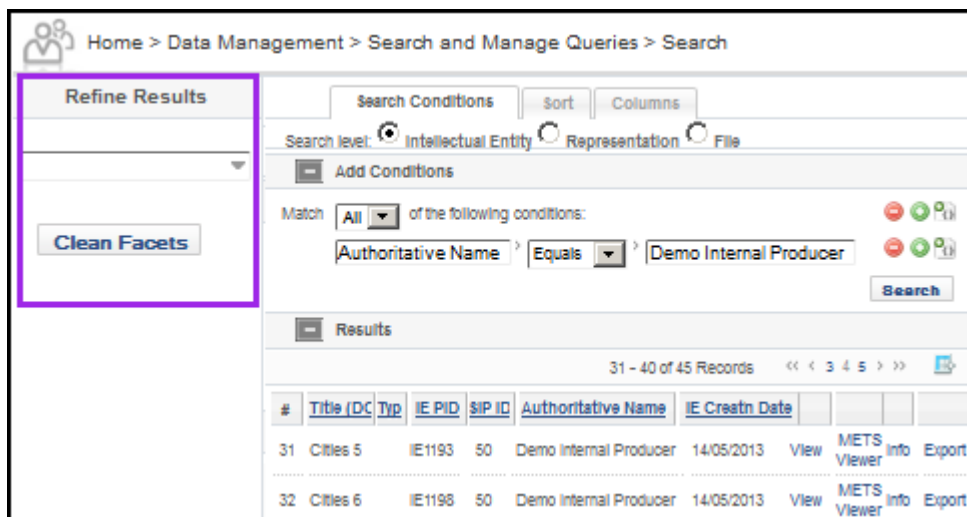 Home > Data Management > Search and Manage Queries > Search
Refine Results
Clean Facets
Search Conditions Sort Columns
Search level: Intellectual Entity Representation File
Add Conditions
Match All of the following conditions:
Authoritative Name > Equals > Demo Internal Producer
Search
Results
31 - 40 of 45 Records << < 3 4 5 > >>
# Title (DC Typ IE PID SIP ID Authoritative Name IE Creatn Date
31 Cities 5 IE1193 50 Demo Internal Producer 14/05/2013 View METS Viewer Info Export
32 Cities 6 IE1198 50 Demo Internal Producer 14/05/2013 View METS Viewer Info Export